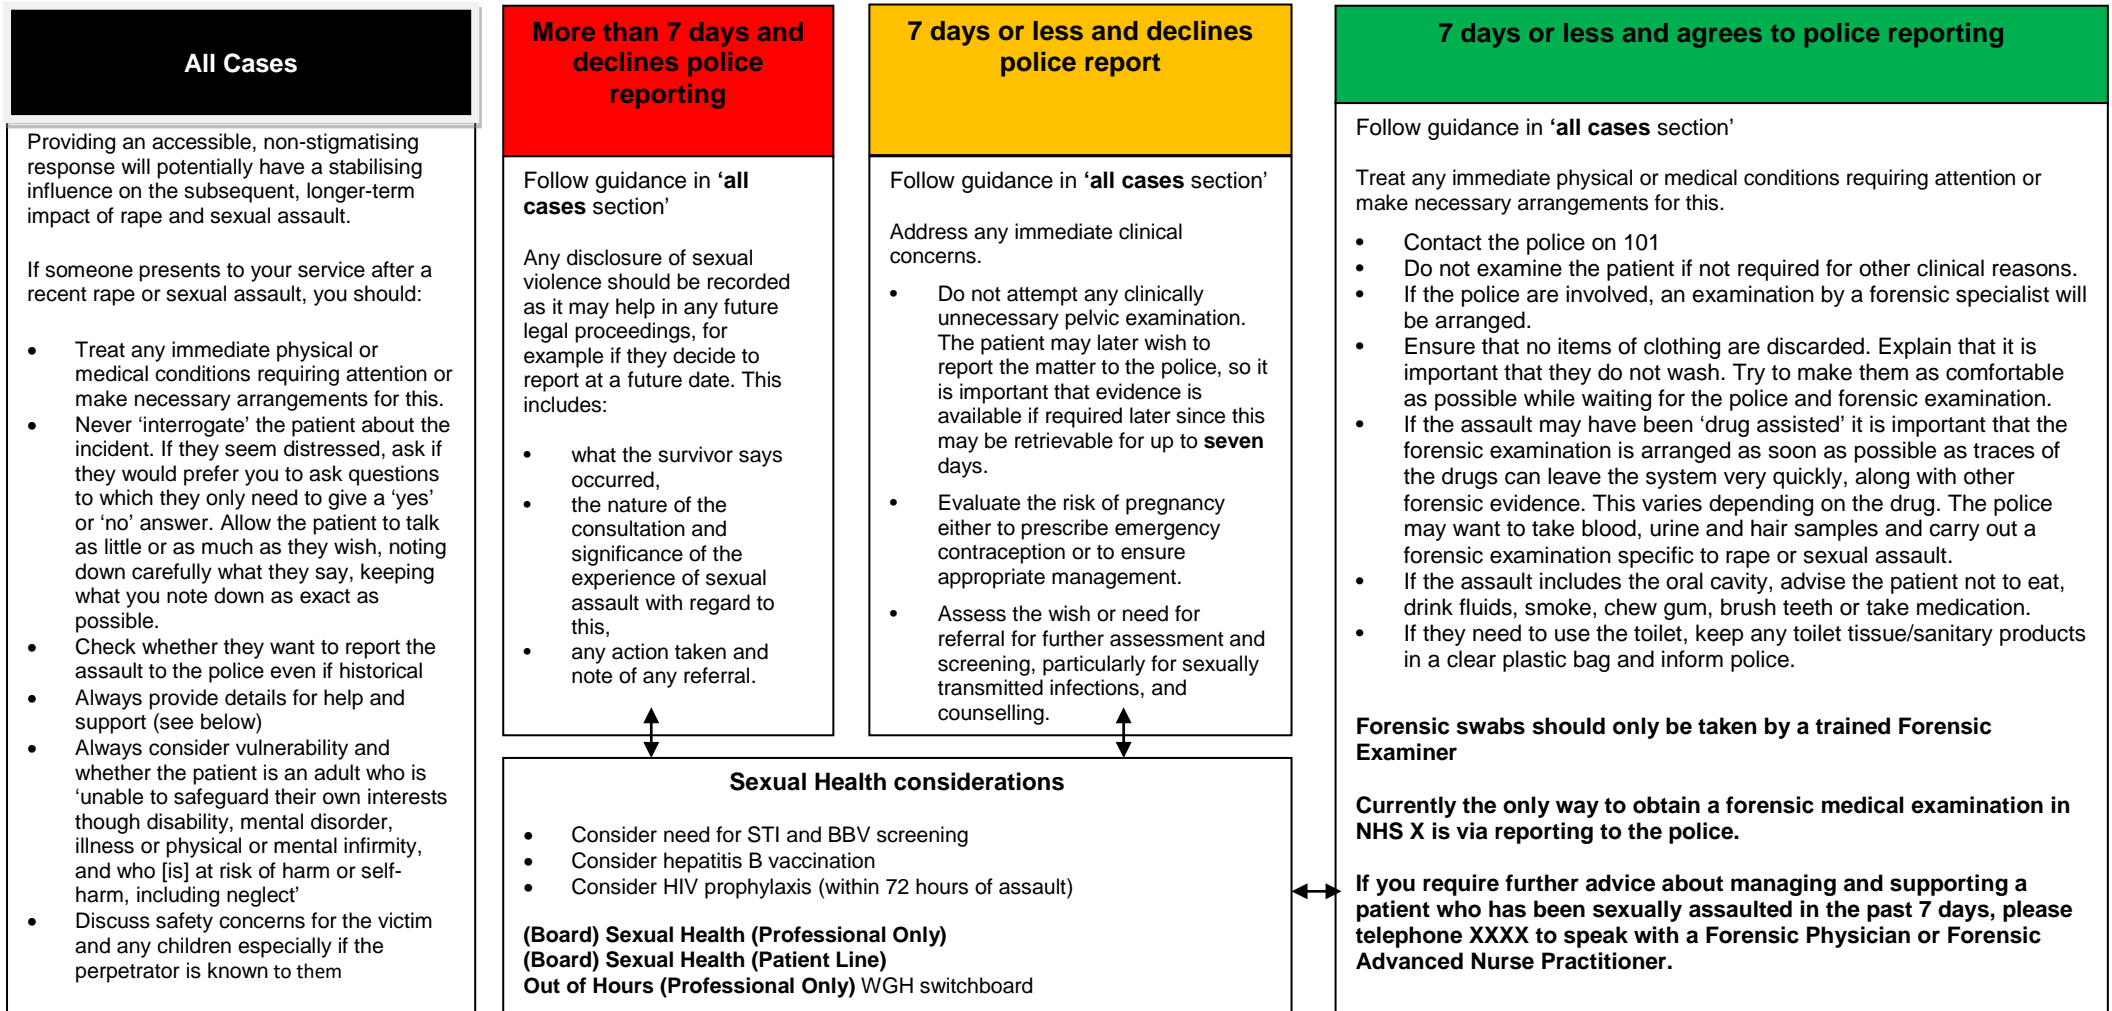 All Cases
Providing an accessible, non-stigmatising
response will potentially have a stabilising
influence on the subsequent, longer-term
impact of rape and sexual assault.
If someone presents to your service after a
recent rape or sexual assault, you should:
• Treat any immediate physical or
medical conditions requiring attention or
make necessary arrangements for this.
• Never ‘interrogate’ the patient about the
incident. If they seem distressed, ask if
they would prefer you to ask questions
to which they only need to give a ‘yes’
or ‘no’ answer. Allow the patient to talk
as little or as much as they wish, noting
down carefully what they say, keeping
what you note down as exact as
possible.
• Check whether they want to report the
assault to the police even if historical
• Always provide details for help and
support (see below)
• Always consider vulnerability and
whether the patient is an adult who is
‘unable to safeguard their own interests
though disability, mental disorder,
illness or physical or mental infirmity,
and who [is] at risk of harm or self-
harm, including neglect’
• Discuss safety concerns for the victim
and any children especially if the
perpetrator is known to them
More than 7 days and
declines police
reporting
Follow guidance in ‘all
cases section’
Any disclosure of sexual
violence should be recorded
as it may help in any future
legal proceedings, for
example if they decide to
report at a future date. This
includes:
• what the survivor says
occurred,
• the nature of the
consultation and
significance of the
experience of sexual
assault with regard to
this,
• any action taken and
note of any referral.
7 days or less and declines
police report
Follow guidance in ‘all cases section’
Address any immediate clinical
concerns.
• Do not attempt any clinically
unnecessary pelvic examination.
The patient may later wish to
report the matter to the police, so it
is important that evidence is
available if required later since this
may be retrievable for up to seven
days.
• Evaluate the risk of pregnancy
either to prescribe emergency
contraception or to ensure
appropriate management.
• Assess the wish or need for
referral for further assessment and
screening, particularly for sexually
transmitted infections, and
counselling.
Sexual Health considerations
• Consider need for STI and BBV screening
• Consider hepatitis B vaccination
• Consider HIV prophylaxis (within 72 hours of assault)
(Board) Sexual Health (Professional Only)
(Board) Sexual Health (Patient Line)
Out of Hours (Professional Only) WGH switchboard
7 days or less and agrees to police reporting
Follow guidance in ‘all cases section’
Treat any immediate physical or medical conditions requiring attention or
make necessary arrangements for this.
• Contact the police on 101
• Do not examine the patient if not required for other clinical reasons.
• If the police are involved, an examination by a forensic specialist will
be arranged.
• Ensure that no items of clothing are discarded. Explain that it is
important that they do not wash. Try to make them as comfortable
as possible while waiting for the police and forensic examination.
• If the assault may have been ‘drug assisted’ it is important that the
forensic examination is arranged as soon as possible as traces of
the drugs can leave the system very quickly, along with other
forensic evidence. This varies depending on the drug. The police
may want to take blood, urine and hair samples and carry out a
forensic examination specific to rape or sexual assault.
• If the assault includes the oral cavity, advise the patient not to eat,
drink fluids, smoke, chew gum, brush teeth or take medication.
• If they need to use the toilet, keep any toilet tissue/sanitary products
in a clear plastic bag and inform police.
Forensic swabs should only be taken by a trained Forensic
Examiner
Currently the only way to obtain a forensic medical examination in
NHS X is via reporting to the police.
If you require further advice about managing and supporting a
patient who has been sexually assaulted in the past 7 days, please
telephone XXXX to speak with a Forensic Physician or Forensic
Advanced Nurse Practitioner.